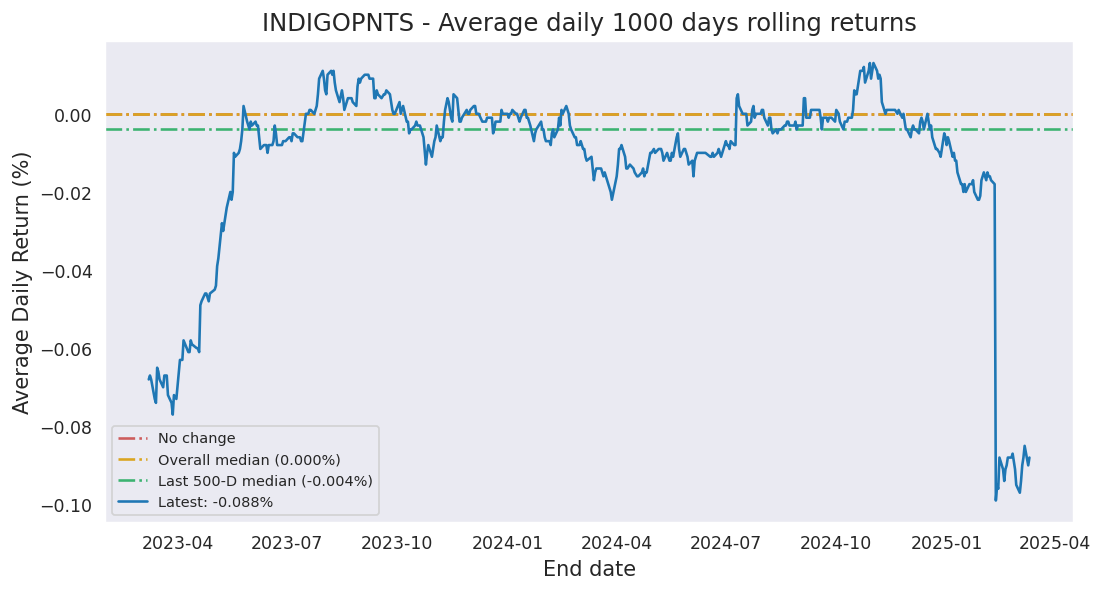 INDIGOPNTS - Average daily 1000 days rolling returns
Average Daily Return (%)
0.00
−0.02
−0.04
−0.06
−0.08
−0.10
No change
Overall median (0.000%)
Last 500-D median (-0.004%)
Latest: -0.088%
2023-04 2023-07 2023-10 2024-01 2024-04 2024-07 2024-10 2025-01 2025-04
End date